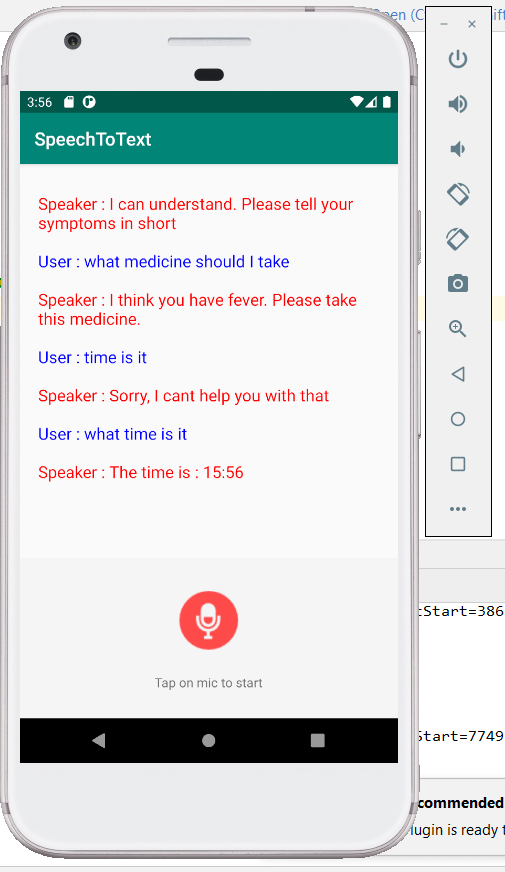 pen (C
3:56
SpeechToText
Speaker : I can understand. Please tell your
symptoms in short
User : what medicine should I take
Speaker : I think you have fever. Please take
this medicine.
User : time is it
Speaker : Sorry, I cant help you with that
User : what time is it
Speaker : The time is : 15:56
Tap on mic to start
Start=386
Start=7749
commended
lugin is ready